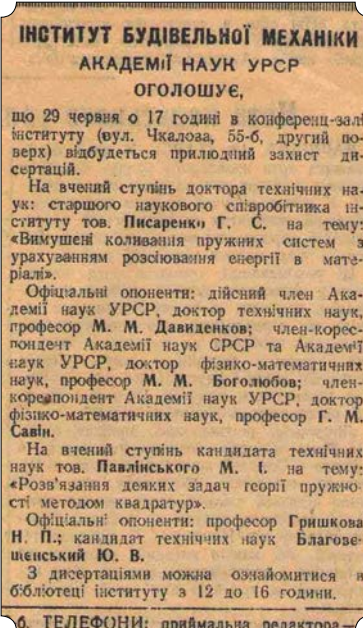 ІНСТИТУТ БУДІВЕЛЬНОЇ МЕХАНІКИ
АКАДЕМІЇ НАУК УРСР
ОГОЛОШУЄ,
що 29 червня о 17 годині в конференц-залі
інституту (вул. Чкалова, 55-б, другий по-
верх) відбудеться прилюдний захист ди-
сертацій.
На вчений ступінь доктора технічних на-
ук: старшого наукового співробітника ін-
ституту тов. Писаренко Г. С. на тему:
«Вимушені коливання пружних систем з
урахуванням розсіювання енергії в мате-
ріалі».
Офіціальні опоненти: дійсний член Ака-
демії наук УРСР, доктор технічних наук,
професор М. М. Давиденков; член-корес-
пондент Академії наук СРСР та Академії
наук УРСР, доктор фізико-математичних
наук, професор М. М. Боголюбов; член-
кореспондент Академії наук УРСР, доктор
фізико-математичних наук, професор Г. М.
Савін.
На вчений ступінь кандидата технічних
наук тов. Павлінського М. І. на тему:
«Розв'язання деяких задач теорії пружно-
сті методом квадратур».
Офіціальні опоненти: професор Гришкова
Н. П.; кандидат технічних наук Благове-
щенський Ю. В.
З дисертаціями можна ознайомитися в
бібліотеці інституту з 12 до 16 години.
б. ТЕЛЕФОНИ: приймальна редактора —